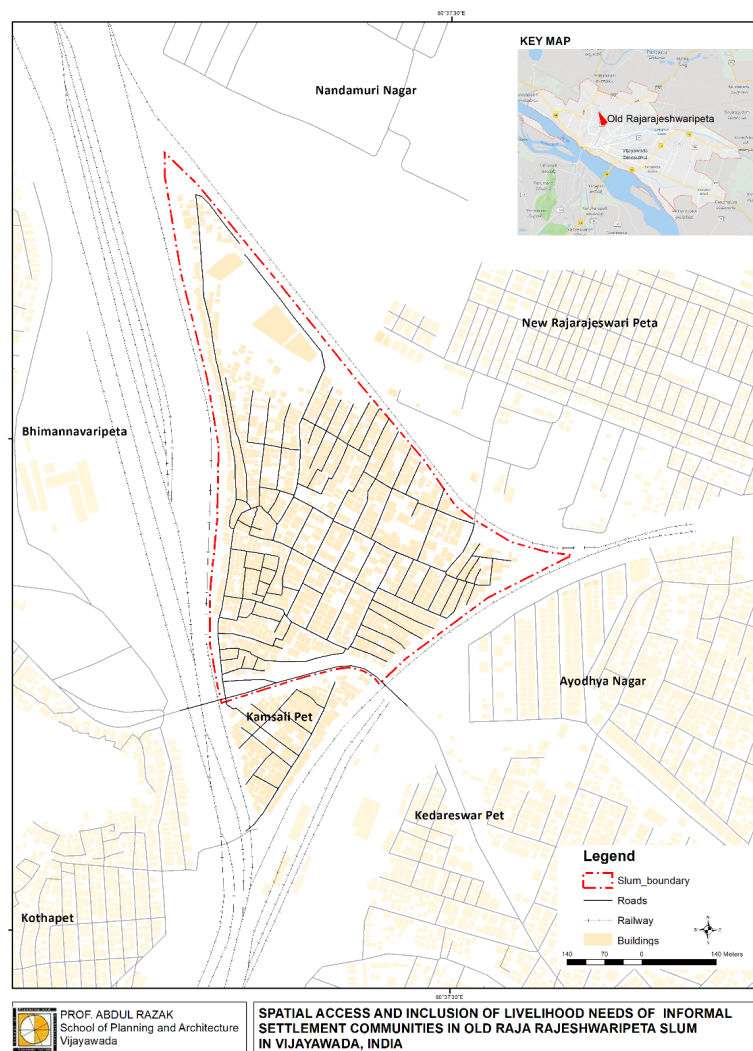 80°37'30"E
KEY MAP
Old Rajarajeshwaripeta
Nandamuri Nagar
New Rajarajeswari Peta
Bhimannavaripeta
Ayodhya Nagar
Kamsali Pet
Kedareswar Pet
Kothapet
Legend
Slum_boundary
Roads
Railway
Buildings
140 70 0 140 Meters
80°37'30"E
PROF. ABDUL RAZAK
School of Planning and Architecture
Vijayawada
SPATIAL ACCESS AND INCLUSION OF LIVELIHOOD NEEDS OF INFORMAL
SETTLEMENT COMMUNITIES IN OLD RAJA RAJESHWARIPETA SLUM
IN VIJAYAWADA, INDIA